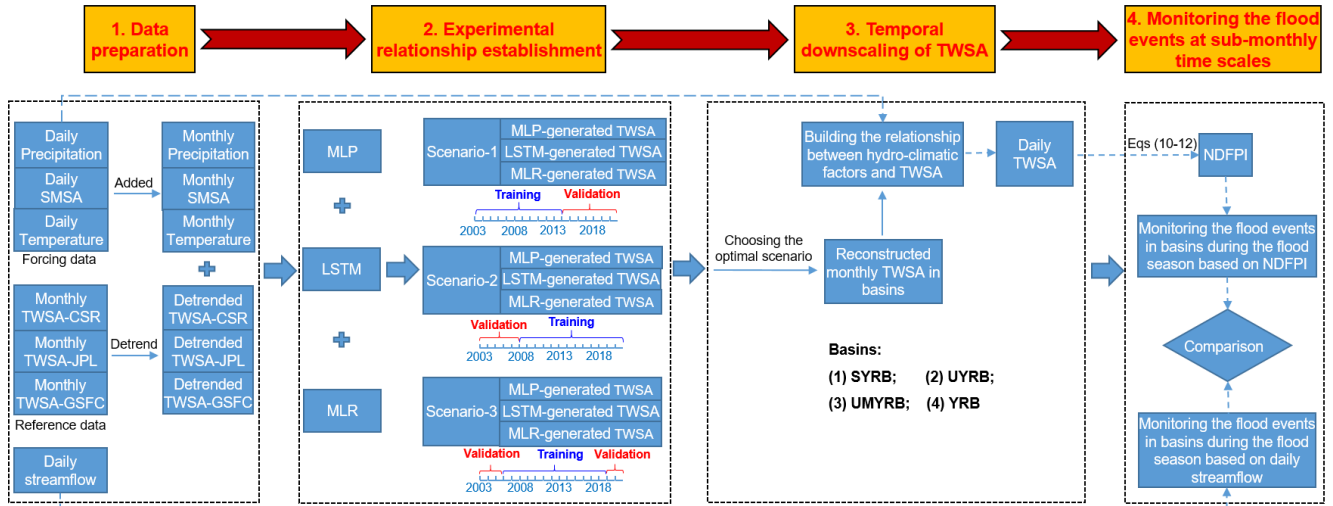 1. Data
preparation
2. Experimental
relationship establishment
3. Temporal
downscaling of TWSA
4. Monitoring the flood
events at sub-monthly
time scales
Daily
Precipitation
Daily
SMSA
Daily
Temperature
Forcing data
Added
Monthly
Precipitation
Monthly
SMSA
Monthly
Temperature
Monthly
TWSA-CSR
Monthly
TWSA-JPL
Monthly
TWSA-GSFC
Reference data
Detrend
Detrended
TWSA-CSR
Detrended
TWSA-JPL
Detrended
TWSA-GSFC
Daily
streamflow
MLP
LSTM
MLR
Scenario-1
MLP-generated TWSA
LSTM-generated TWSA
MLR-generated TWSA
Training
Validation
2003 2008 2013 2018
Scenario-2
MLP-generated TWSA
LSTM-generated TWSA
MLR-generated TWSA
Validation
Training
2003 2008 2013 2018
Scenario-3
MLP-generated TWSA
LSTM-generated TWSA
MLR-generated TWSA
Validation
Training
Validation
2003 2008 2013 2018
Choosing the
optimal scenario
Building the relationship
between hydro-climatic
factors and TWSA
Daily
TWSA
Reconstructed
monthly TWSA in
basins
Basins:
(1) SYRB; (2) UYRB;
(3) UMYRB; (4) YRB
Eqs (10-12)
NDFPI
Monitoring the flood events
in basins during the flood
season based on NDFPI
Comparison
Monitoring the flood events
in basins during the flood
season based on daily
streamflow